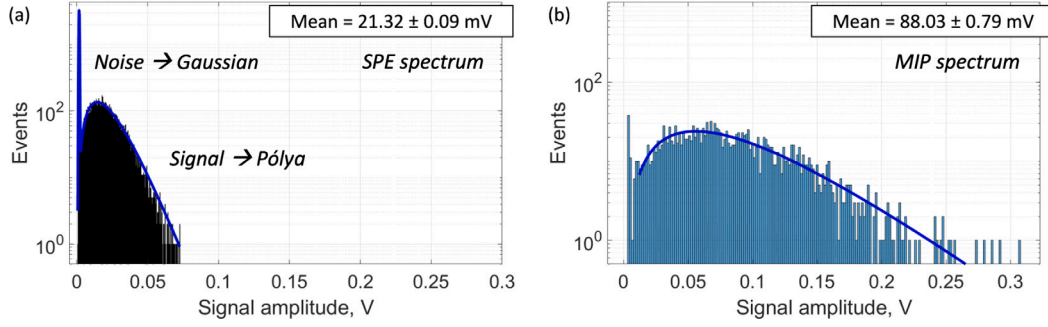 (a)
Mean = 21.32 ± 0.09 mV
Noise → Gaussian
SPE spectrum
Signal → Pólya
Events
10²
10⁰
0 0.05 0.1 0.15 0.2 0.25 0.3
Signal amplitude, V
(b)
Mean = 88.03 ± 0.79 mV
MIP spectrum
Events
10²
10⁰
0 0.05 0.1 0.15 0.2 0.25 0.3
Signal amplitude, V